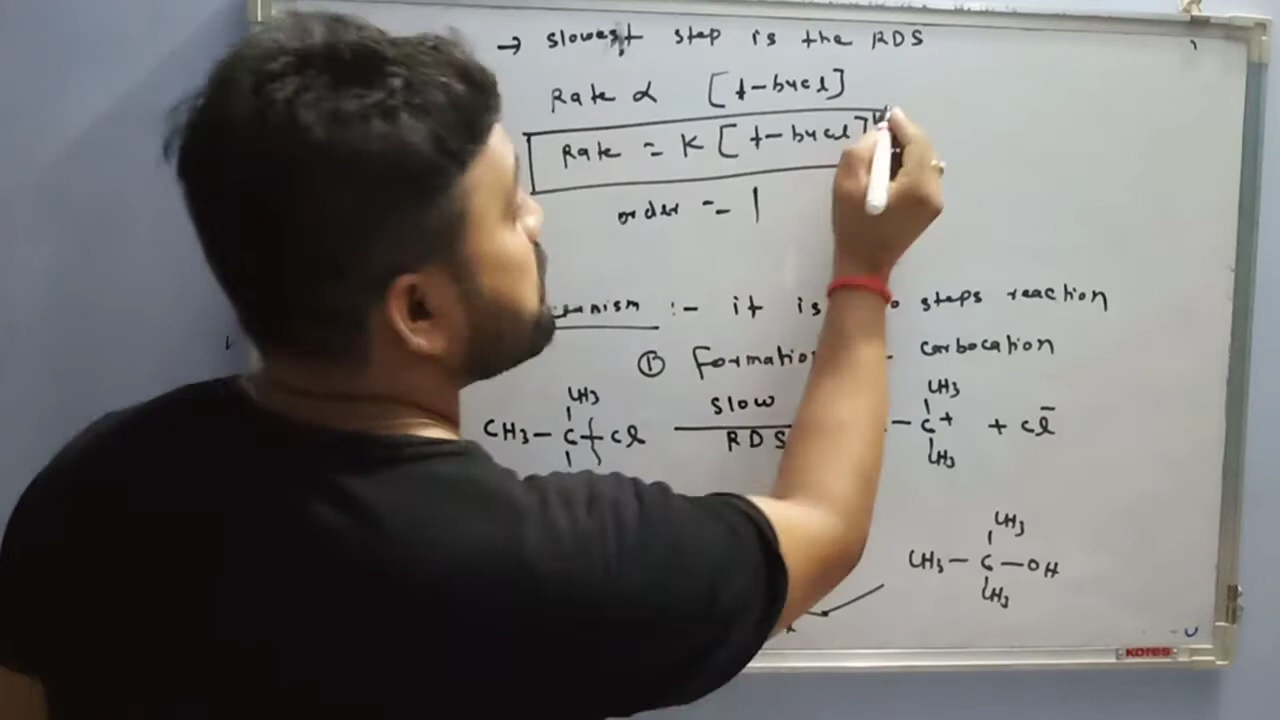 → slowest step is the RDS
Rate ∝ [t-bucl]
Rate = K [t-bucl]
order = 1
:- it is steps reaction
① formation carbocation
CH3 slow CH3
CH3-C-Cl RDS -C+ + Cl-
CH3
CH3
CH3-C-OH
CH3
KORES